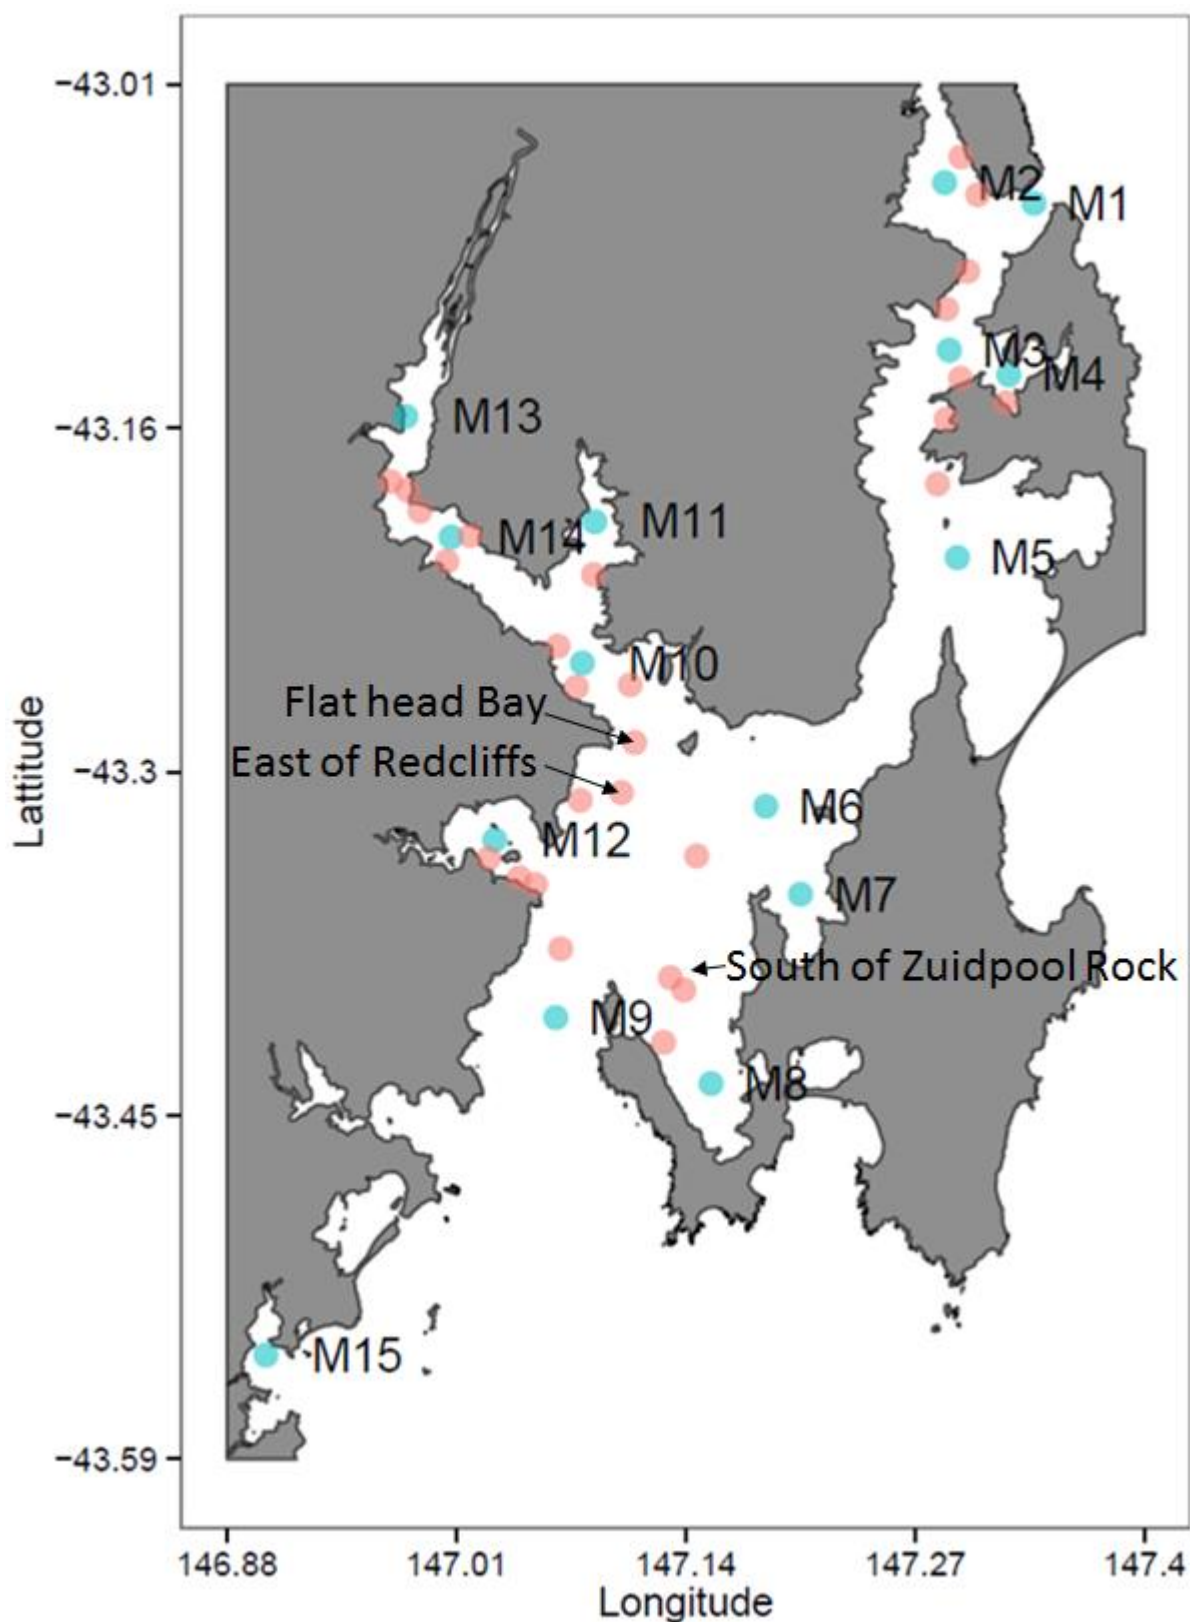 −43.01
M2
M1
M3
M4
M13
−43.16
M11
M14
M5
M10
Flat head Bay
East of Redcliffs
−43.3
M6
M12
M7
South of Zuidpool Rock
M9
M8
−43.45
M15
−43.59
Lattitude
146.88 147.01 147.14 147.27 147.4
Longitude